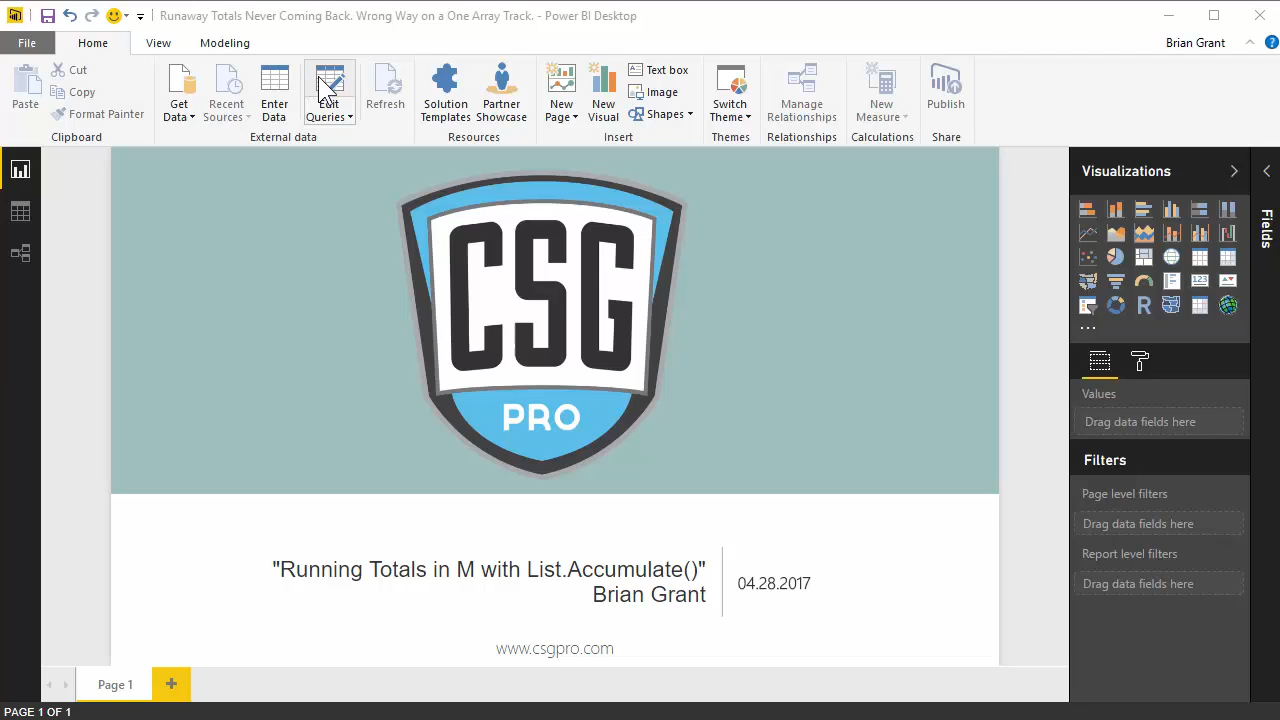 Runaway Totals Never Coming Back. Wrong Way on a One Array Track. - Power BI Desktop
File
Home
View
Modeling
Brian Grant
Paste
Cut
Copy
Format Painter
Clipboard
Get Data
Recent Sources
Enter Data
Edit Queries
Refresh
External data
Solution Templates
Partner Showcase
Resources
New Page
New Visual
Text box
Image
Shapes
Insert
Switch Theme
Themes
Manage Relationships
Relationships
New Measure
Calculations
Publish
Share
CSG
PRO
"Running Totals in M with List.Accumulate()"
Brian Grant
04.28.2017
www.csgpro.com
Visualizations
Fields
R
123
Values
Drag data fields here
Filters
Page level filters
Drag data fields here
Report level filters
Drag data fields here
Page 1
PAGE 1 OF 1